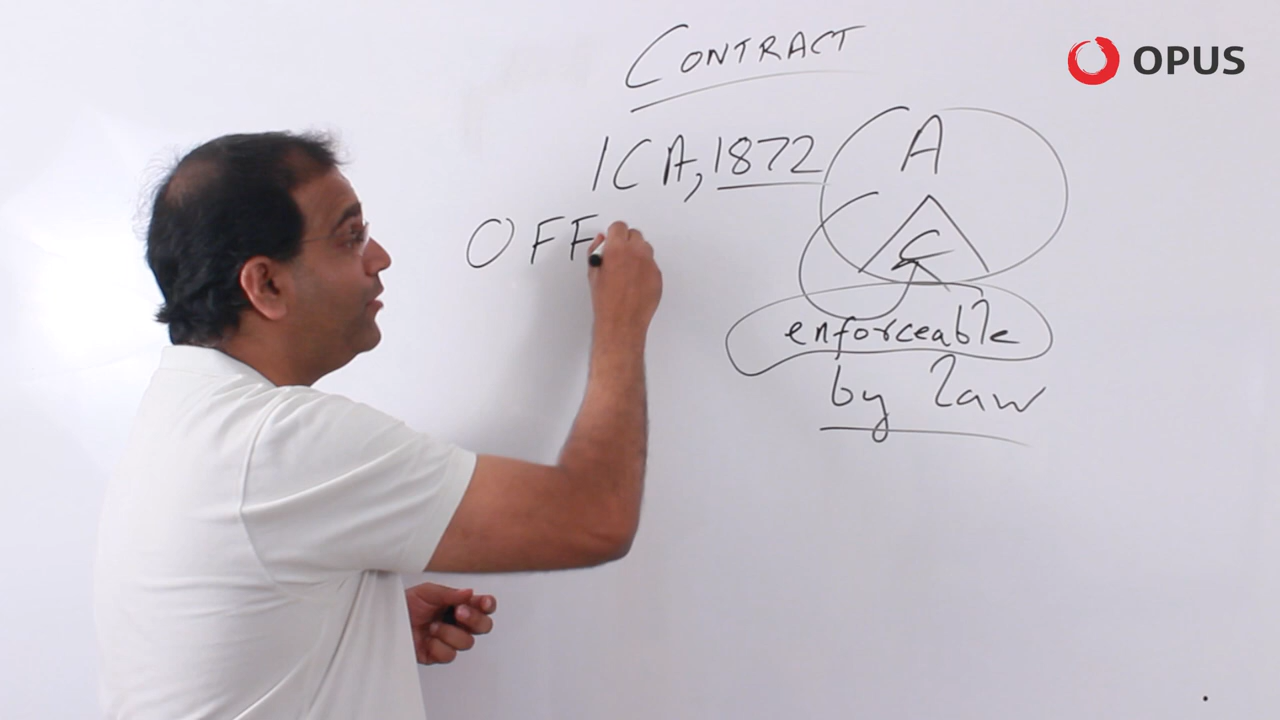 CONTRACT
OPUS
ICA, 1872
A
OFF
C
enforceable
by law